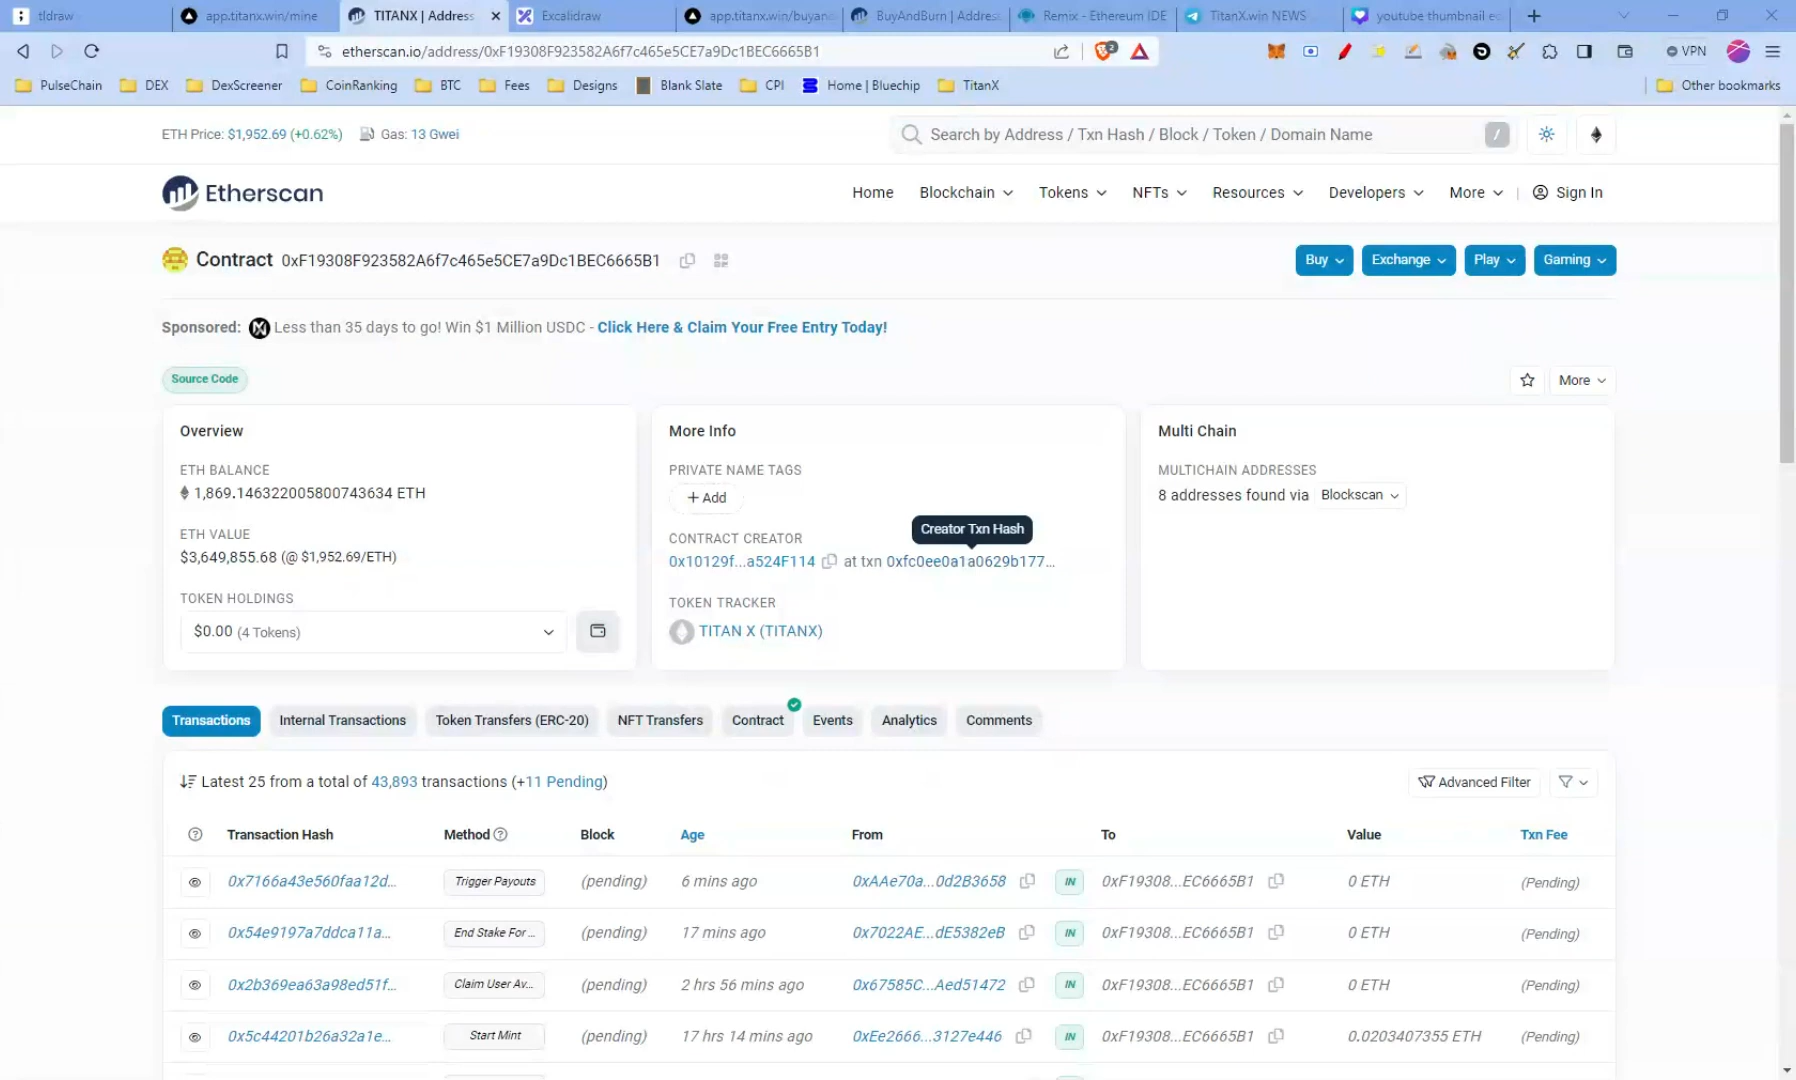 tldraw
app.titanx.win/mine
TITANX | Address
Excalidraw
app.titanx.win/buyan
BuyAndBurn | Addres
Remix - Ethereum IDE
TitanX.win NEWS
youtube thumbnail e
etherscan.io/address/0xF19308F923582A6f7c465e5CE7a9Dc1BEC6665B1
2
VPN
PulseChain
DEX
DexScreener
CoinRanking
BTC
Fees
Designs
Blank Slate
CPI
Home | Bluechip
TitanX
Other bookmarks
ETH Price: $1,952.69 (+0.62%)
Gas: 13 Gwei
Search by Address / Txn Hash / Block / Token / Domain Name
/
Etherscan
Home
Blockchain
Tokens
NFTs
Resources
Developers
More
Sign In
Contract 0xF19308F923582A6f7c465e5CE7a9Dc1BEC6665B1
Buy
Exchange
Play
Gaming
Sponsored: Less than 35 days to go! Win $1 Million USDC - Click Here & Claim Your Free Entry Today!
Source Code
More
Overview
ETH BALANCE
1,869.146322005800743634 ETH
ETH VALUE
$3,649,855.68 (@ $1,952.69/ETH)
TOKEN HOLDINGS
$0.00 (4 Tokens)
More Info
PRIVATE NAME TAGS
+ Add
Creator Txn Hash
CONTRACT CREATOR
0x10129f...a524F114 at txn 0xfc0ee0a1a0629b177...
TOKEN TRACKER
TITAN X (TITANX)
Multi Chain
MULTICHAIN ADDRESSES
8 addresses found via Blockscan
Transactions
Internal Transactions
Token Transfers (ERC-20)
NFT Transfers
Contract
Events
Analytics
Comments
Latest 25 from a total of 43,893 transactions (+11 Pending)
Advanced Filter
Transaction Hash Method Block Age From To Value Txn Fee
0x7166a43e560faa12d... Trigger Payouts (pending) 6 mins ago 0xAAe70a...0d2B3658 IN 0xF19308...EC6665B1 0 ETH (Pending)
0x54e9197a7ddca11a... End Stake For ... (pending) 17 mins ago 0x7022AE...dE5382eB IN 0xF19308...EC6665B1 0 ETH (Pending)
0x2b369ea63a98ed51f... Claim User Av... (pending) 2 hrs 56 mins ago 0x67585C...Aed51472 IN 0xF19308...EC6665B1 0 ETH (Pending)
0x5c44201b26a32a1e... Start Mint (pending) 17 hrs 14 mins ago 0xEe2666...3127e446 IN 0xF19308...EC6665B1 0.0203407355 ETH (Pending)